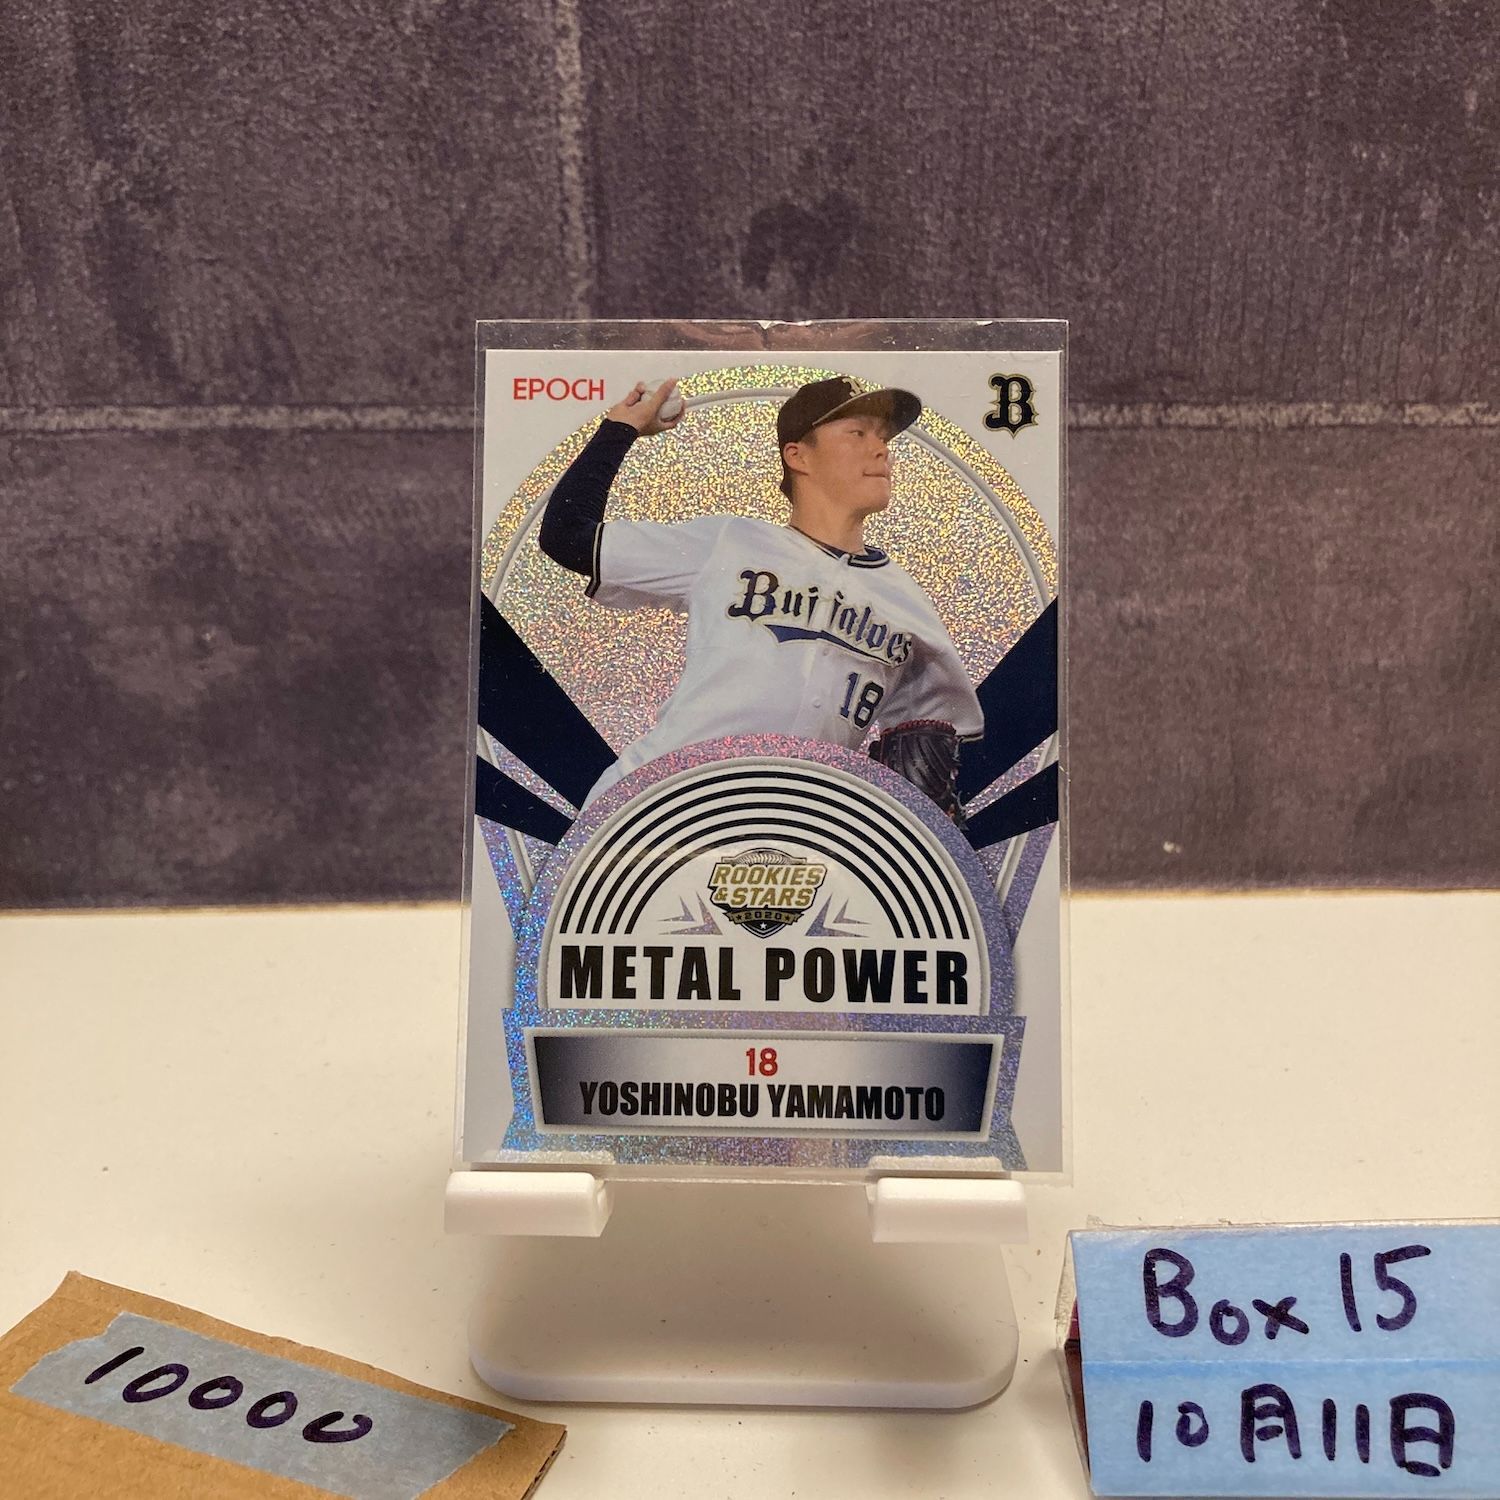 EPOCH
B
B
Buffaloes
18
ROOKIES
& STARS
★2020★
METAL POWER
18
YOSHINOBU YAMAMOTO
10000
Box 15
10月11日